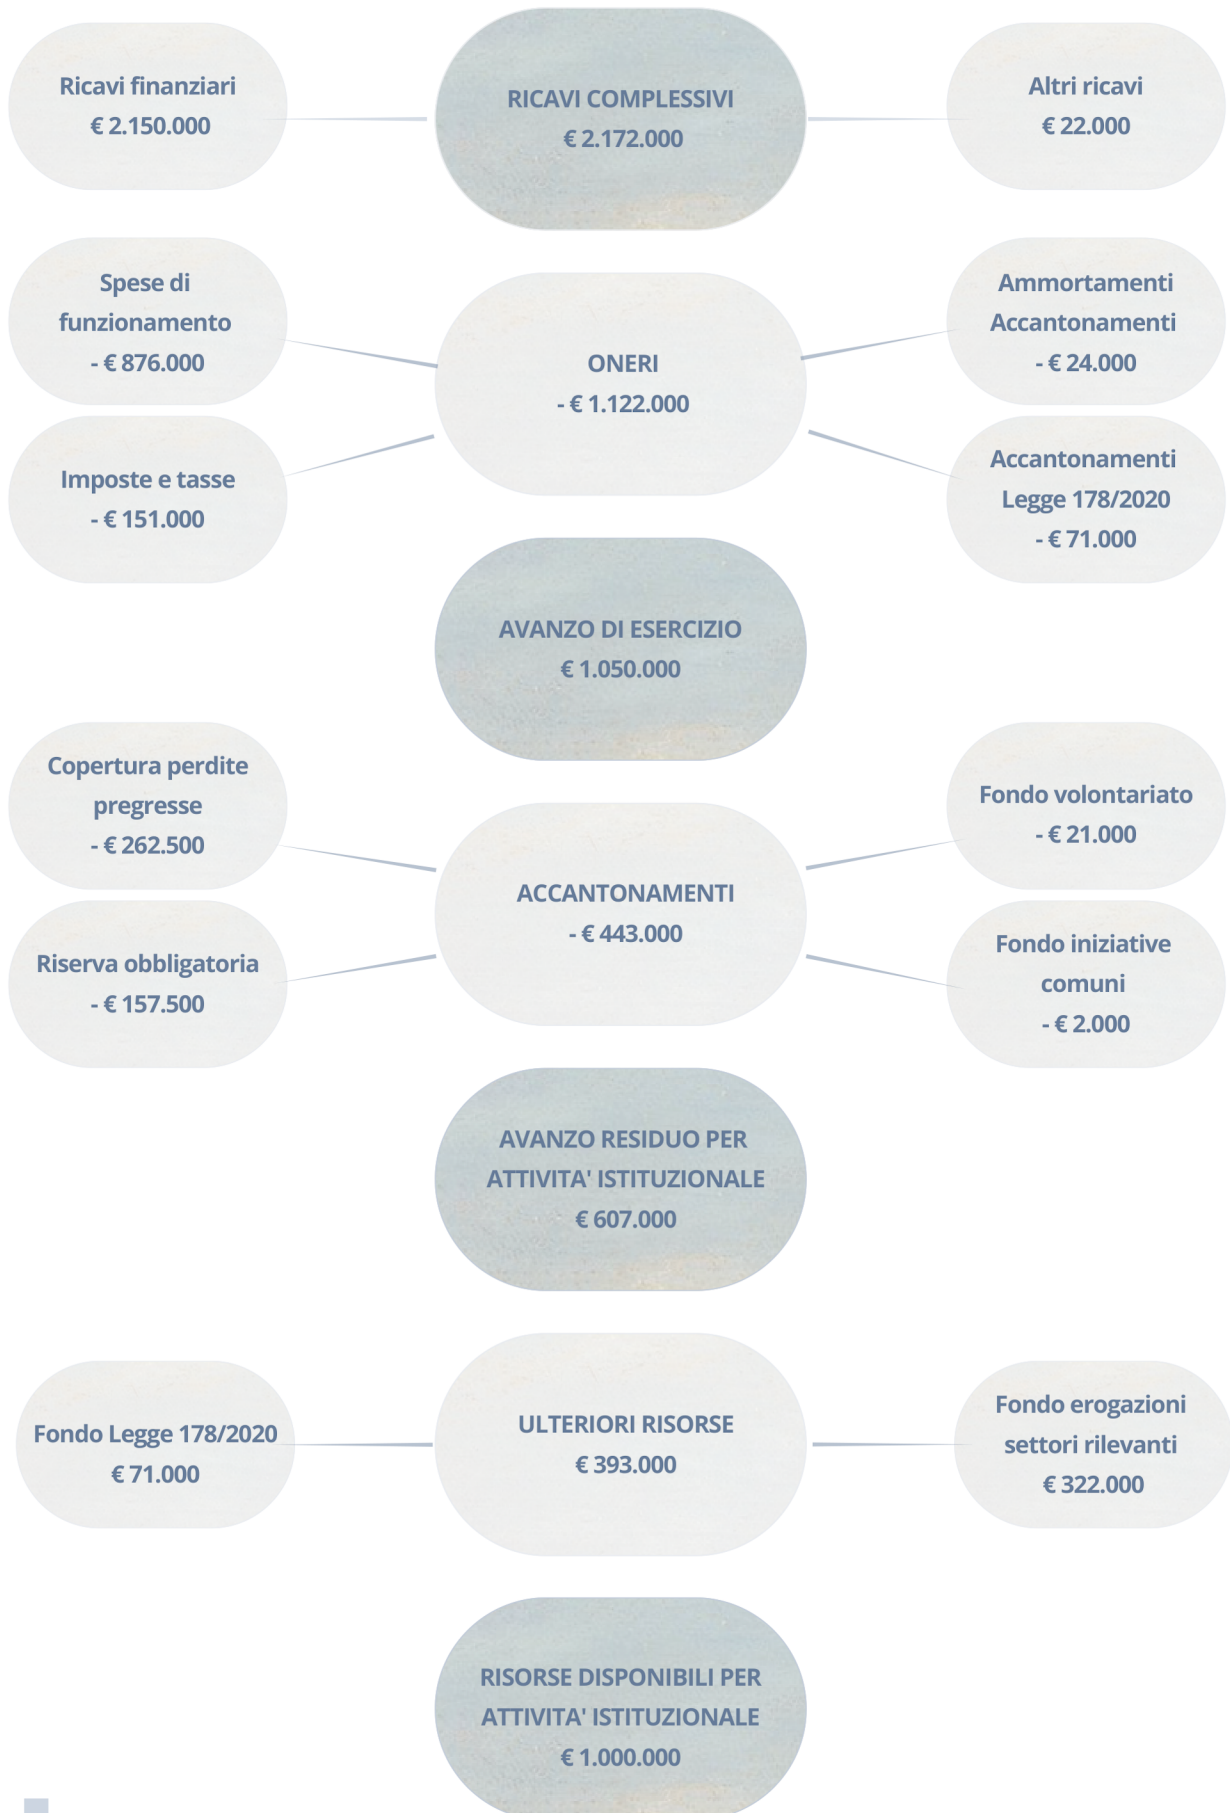 Ricavi finanziari
€ 2.150.000
RICAVI COMPLESSIVI
€ 2.172.000
Altri ricavi
€ 22.000
Spese di
funzionamento
- € 876.000
Imposte e tasse
- € 151.000
ONERI
- € 1.122.000
Ammortamenti
Accantonamenti
- € 24.000
Accantonamenti
Legge 178/2020
- € 71.000
AVANZO DI ESERCIZIO
€ 1.050.000
Copertura perdite
pregresse
- € 262.500
Riserva obbligatoria
- € 157.500
ACCANTONAMENTI
- € 443.000
Fondo volontariato
- € 21.000
Fondo iniziative
comuni
- € 2.000
AVANZO RESIDUO PER
ATTIVITA' ISTITUZIONALE
€ 607.000
Fondo Legge 178/2020
€ 71.000
ULTERIORI RISORSE
€ 393.000
Fondo erogazioni
settori rilevanti
€ 322.000
RISORSE DISPONIBILI PER
ATTIVITA' ISTITUZIONALE
€ 1.000.000